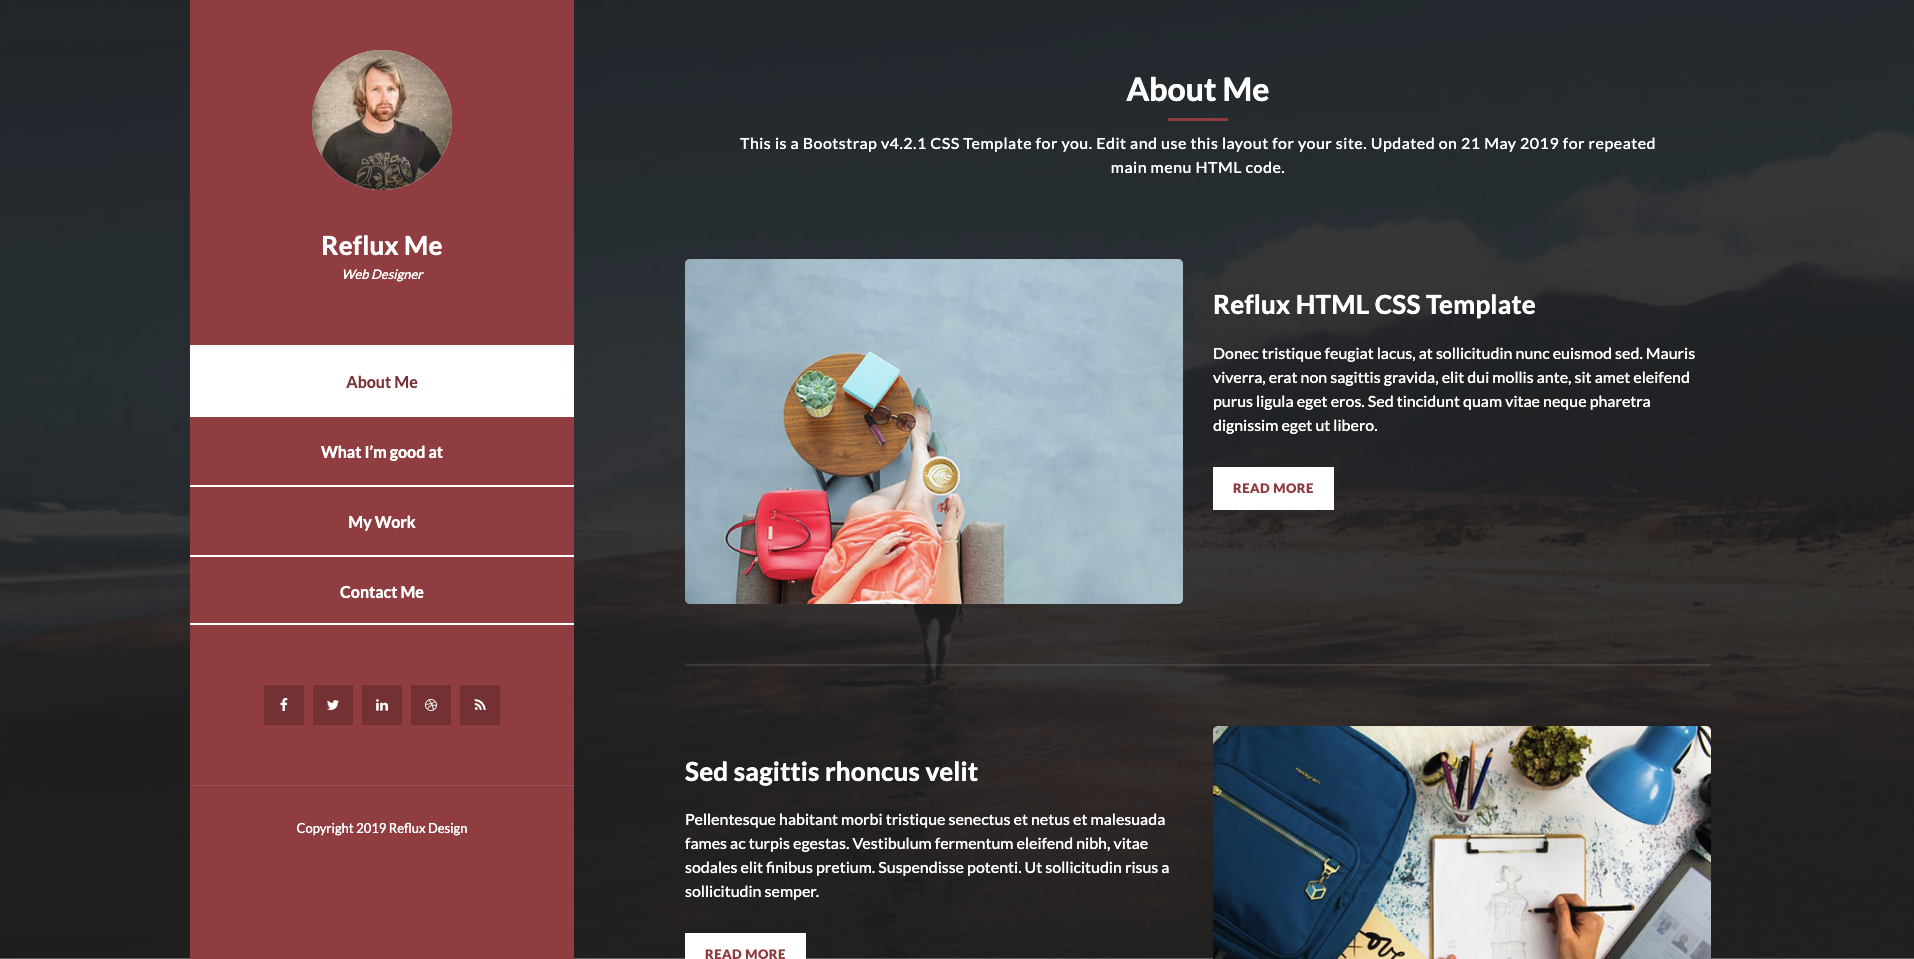 Reflux Me
Web Designer
About Me
What I’m good at
My Work
Contact Me
Copyright 2019 Reflux Design
About Me
This is a Bootstrap v4.2.1 CSS Template for you. Edit and use this layout for your site. Updated on 21 May 2019 for repeated
main menu HTML code.
Reflux HTML CSS Template
Donec tristique feugiat lacus, at sollicitudin nunc euismod sed. Mauris
viverra, erat non sagittis gravida, elit dui mollis ante, sit amet eleifend
purus ligula eget eros. Sed tincidunt quam vitae neque pharetra
dignissim eget ut libero.
READ MORE
Sed sagittis rhoncus velit
Pellentesque habitant morbi tristique senectus et netus et malesuada
fames ac turpis egestas. Vestibulum fermentum eleifend nibh, vitae
sodales elit finibus pretium. Suspendisse potenti. Ut sollicitudin risus a
sollicitudin semper.
READ MORE